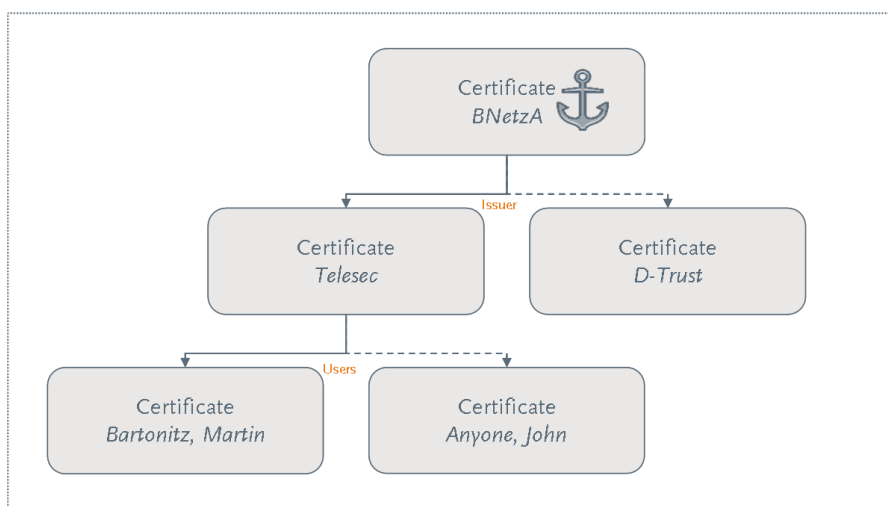 Certificate
BNetzA
Issuer
Certificate
Telesec
Certificate
D-Trust
Users
Certificate
Bartonitz, Martin
Certificate
Anyone, John